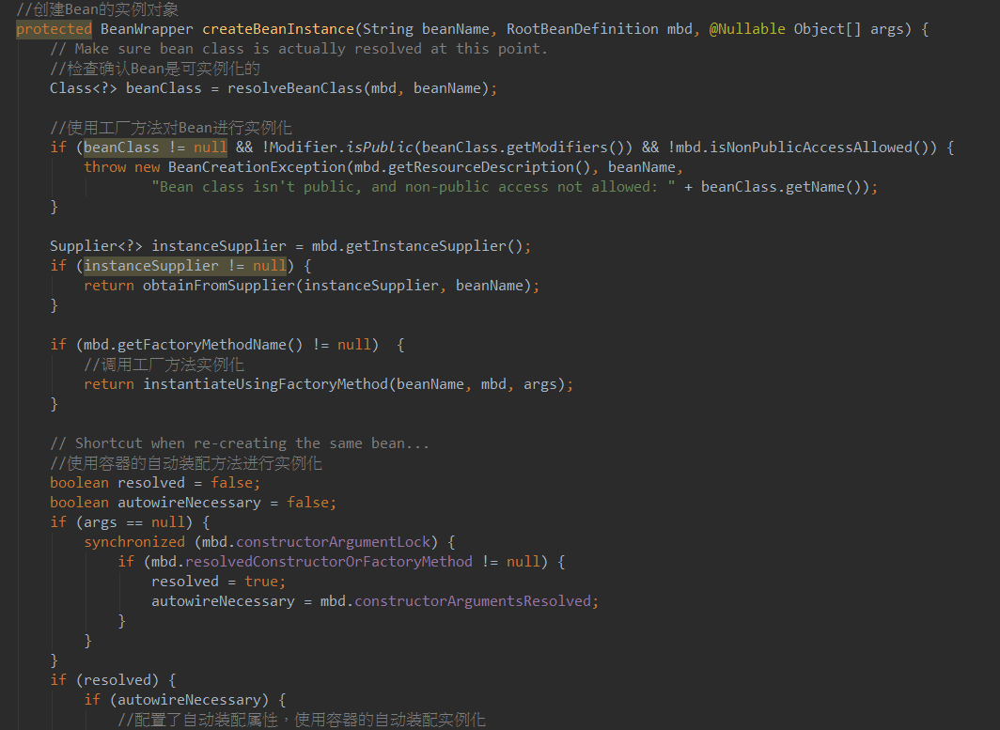 //创建Bean的实例对象
protected BeanWrapper createBeanInstance(String beanName, RootBeanDefinition mbd, @Nullable Object[] args) {
// Make sure bean class is actually resolved at this point.
//检查确认Bean是可实例化的
Class<?> beanClass = resolveBeanClass(mbd, beanName);
//使用工厂方法对Bean进行实例化
if (beanClass != null && !Modifier.isPublic(beanClass.getModifiers()) && !mbd.isNonPublicAccessAllowed()) {
throw new BeanCreationException(mbd.getResourceDescription(), beanName,
"Bean class isn't public, and non-public access not allowed: " + beanClass.getName());
}
Supplier<?> instanceSupplier = mbd.getInstanceSupplier();
if (instanceSupplier != null) {
return obtainFromSupplier(instanceSupplier, beanName);
}
if (mbd.getFactoryMethodName() != null)  {
//调用工厂方法实例化
return instantiateUsingFactoryMethod(beanName, mbd, args);
}
// Shortcut when re-creating the same bean...
//使用容器的自动装配方法进行实例化
boolean resolved = false;
boolean autowireNecessary = false;
if (args == null) {
synchronized (mbd.constructorArgumentLock) {
if (mbd.resolvedConstructorOrFactoryMethod != null) {
resolved = true;
autowireNecessary = mbd.constructorArgumentsResolved;
}
}
}
if (resolved) {
if (autowireNecessary) {
//配置了自动装配属性，使用容器的自动装配实例化